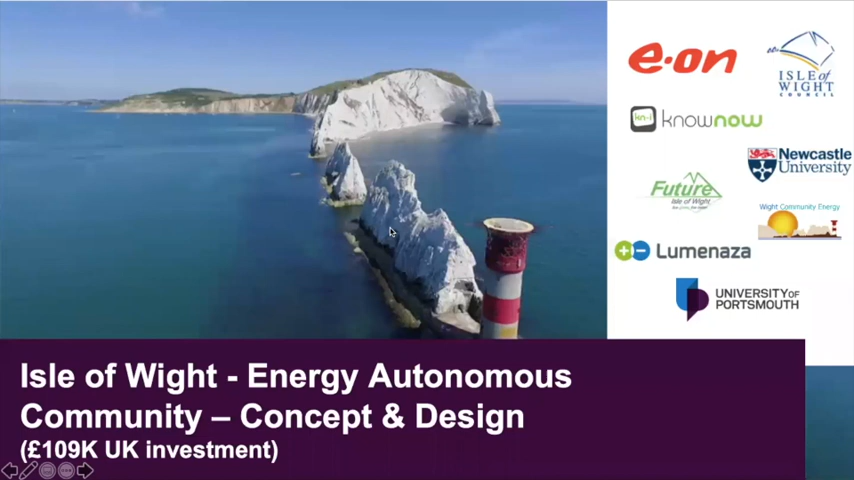 e·on
ISLE of
WIGHT
COUNCIL
kn-i knownow
Newcastle
University
Future
Isle of Wight
Wight Community Energy
Lumenaza
UNIVERSITY OF
PORTSMOUTH
Isle of Wight - Energy Autonomous
Community – Concept & Design
(£109K UK investment)